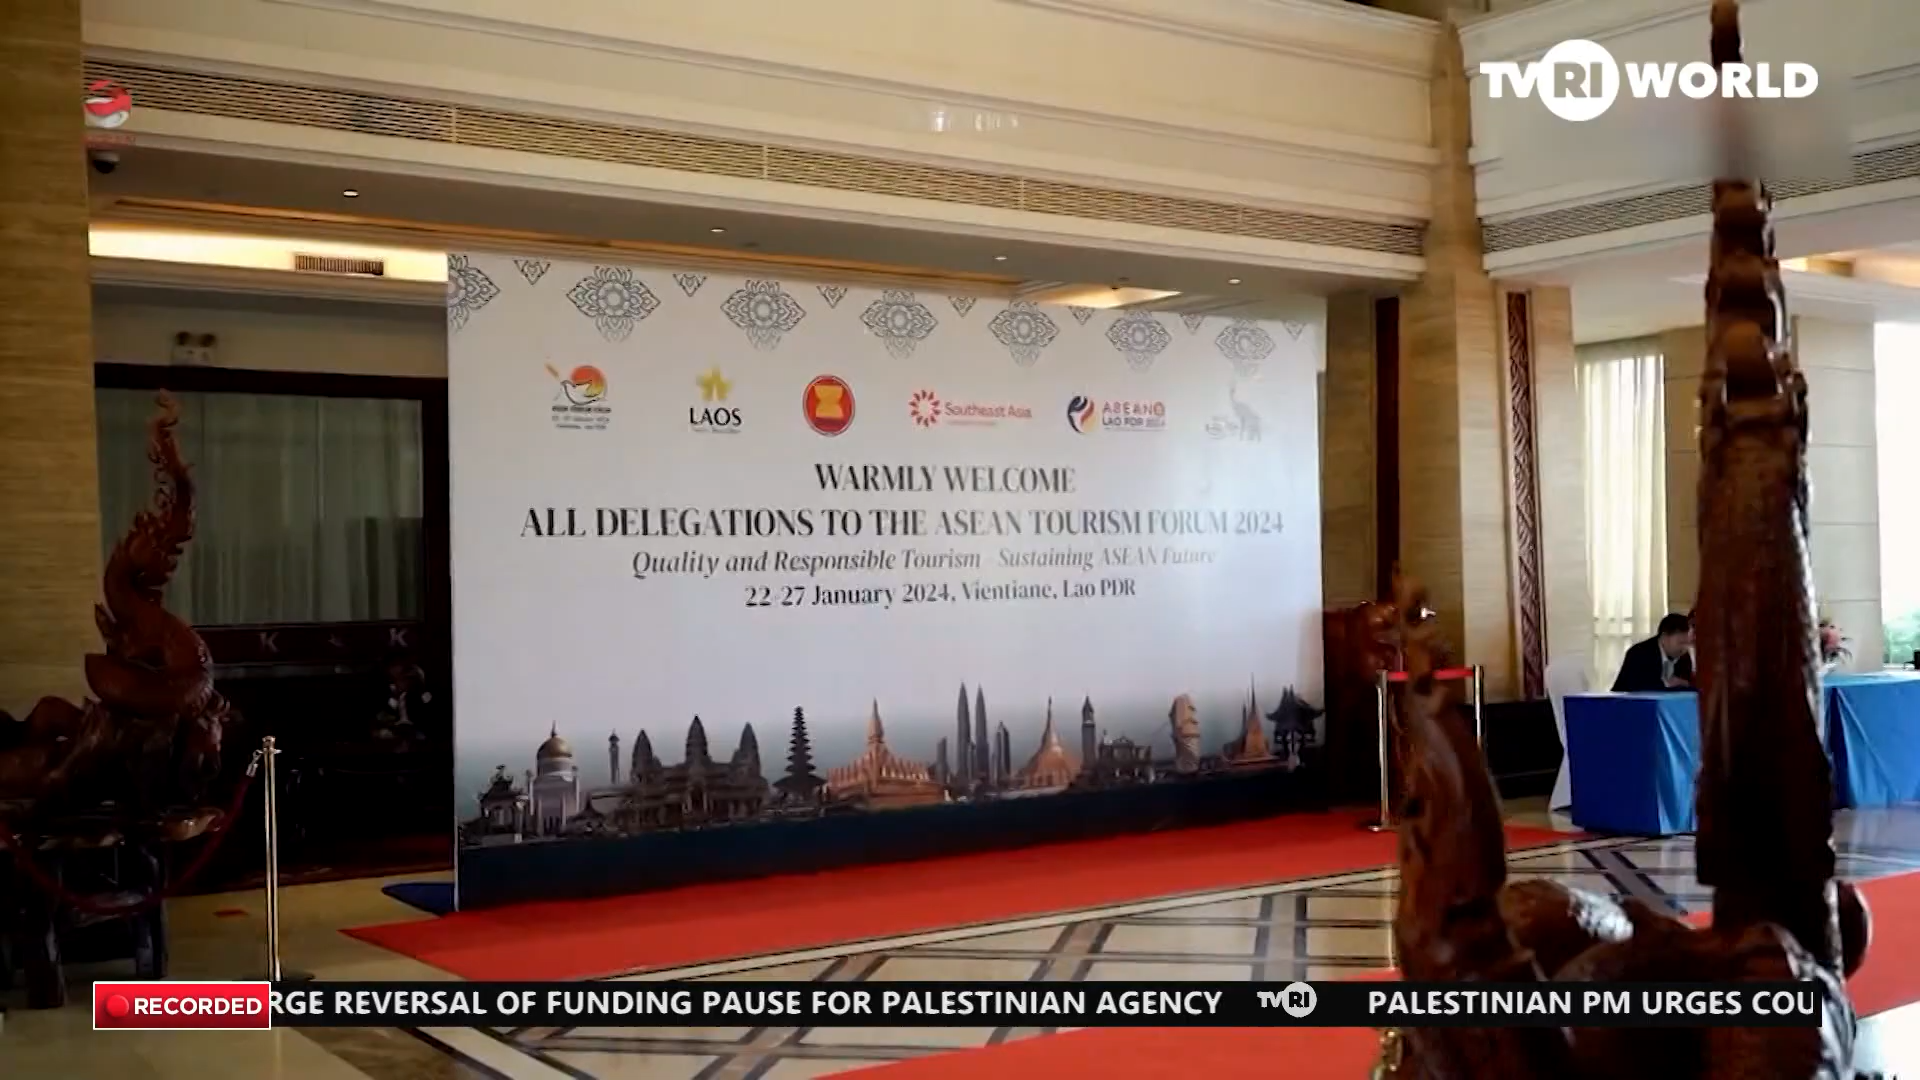 TVRI WORLD
LAOS
Southeast Asia
ASEAN
LAO PDR 2024
WARMLY WELCOME
ALL DELEGATIONS TO THE ASEAN TOURISM FORUM 2024
Quality and Responsible Tourism - Sustaining ASEAN Future
22-27 January 2024, Vientiane, Lao PDR
K K
RECORDED
RGE REVERSAL OF FUNDING PAUSE FOR PALESTINIAN AGENCY TVRI PALESTINIAN PM URGES COU